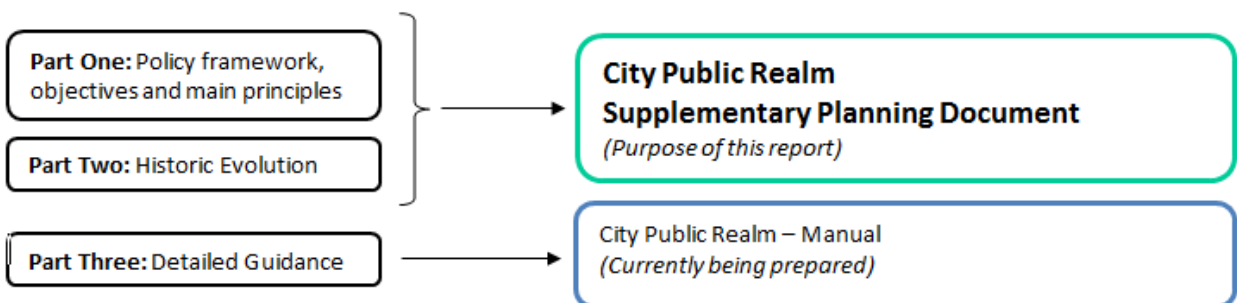 Part One: Policy framework,
objectives and main principles
Part Two: Historic Evolution
Part Three: Detailed Guidance
City Public Realm
Supplementary Planning Document
(Purpose of this report)
City Public Realm – Manual
(Currently being prepared)